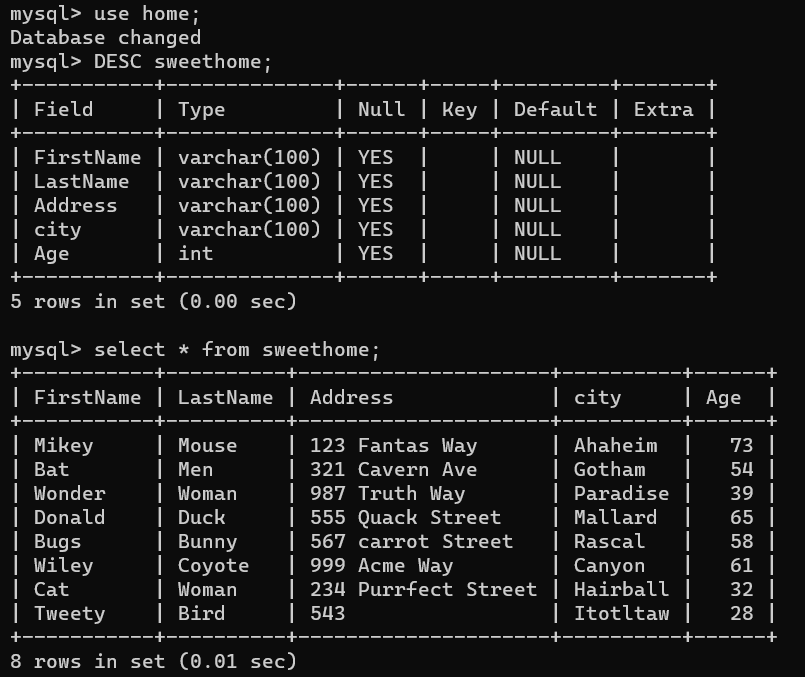 mysql> use home;
Database changed
mysql> DESC sweethome;
+-----------+--------------+------+-----+---------+-------+
| Field     | Type         | Null | Key | Default | Extra |
+-----------+--------------+------+-----+---------+-------+
| FirstName | varchar(100) | YES  |     | NULL    |       |
| LastName  | varchar(100) | YES  |     | NULL    |       |
| Address   | varchar(100) | YES  |     | NULL    |       |
| city      | varchar(100) | YES  |     | NULL    |       |
| Age       | int          | YES  |     | NULL    |       |
+-----------+--------------+------+-----+---------+-------+
5 rows in set (0.00 sec)

mysql> select * from sweethome;
+-----------+----------+---------------------+----------+------+
| FirstName | LastName | Address             | city     | Age  |
+-----------+----------+---------------------+----------+------+
| Mikey     | Mouse    | 123 Fantas Way      | Ahaheim  |   73 |
| Bat       | Men      | 321 Cavern Ave      | Gotham   |   54 |
| Wonder    | Woman    | 987 Truth Way       | Paradise |   39 |
| Donald    | Duck     | 555 Quack Street    | Mallard  |   65 |
| Bugs      | Bunny    | 567 carrot Street   | Rascal   |   58 |
| Wiley     | Coyote   | 999 Acme Way        | Canyon   |   61 |
| Cat       | Woman    | 234 Purrfect Street | Hairball |   32 |
| Tweety    | Bird     | 543                 | Itotltaw |   28 |
+-----------+----------+---------------------+----------+------+
8 rows in set (0.01 sec)